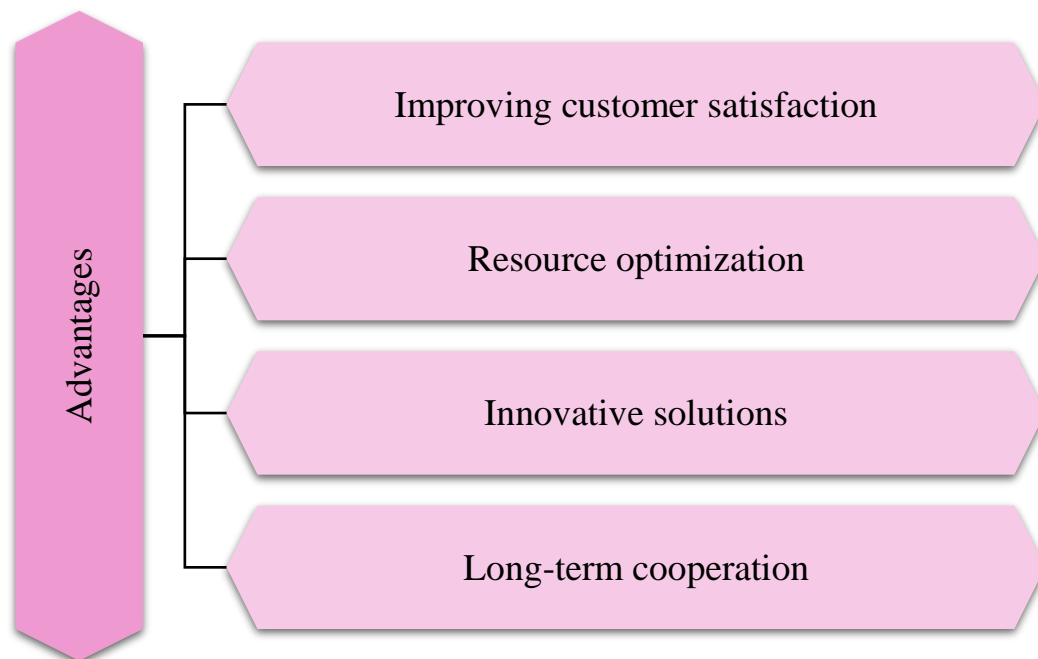 Advantages
Improving customer satisfaction
Resource optimization
Innovative solutions
Long-term cooperation